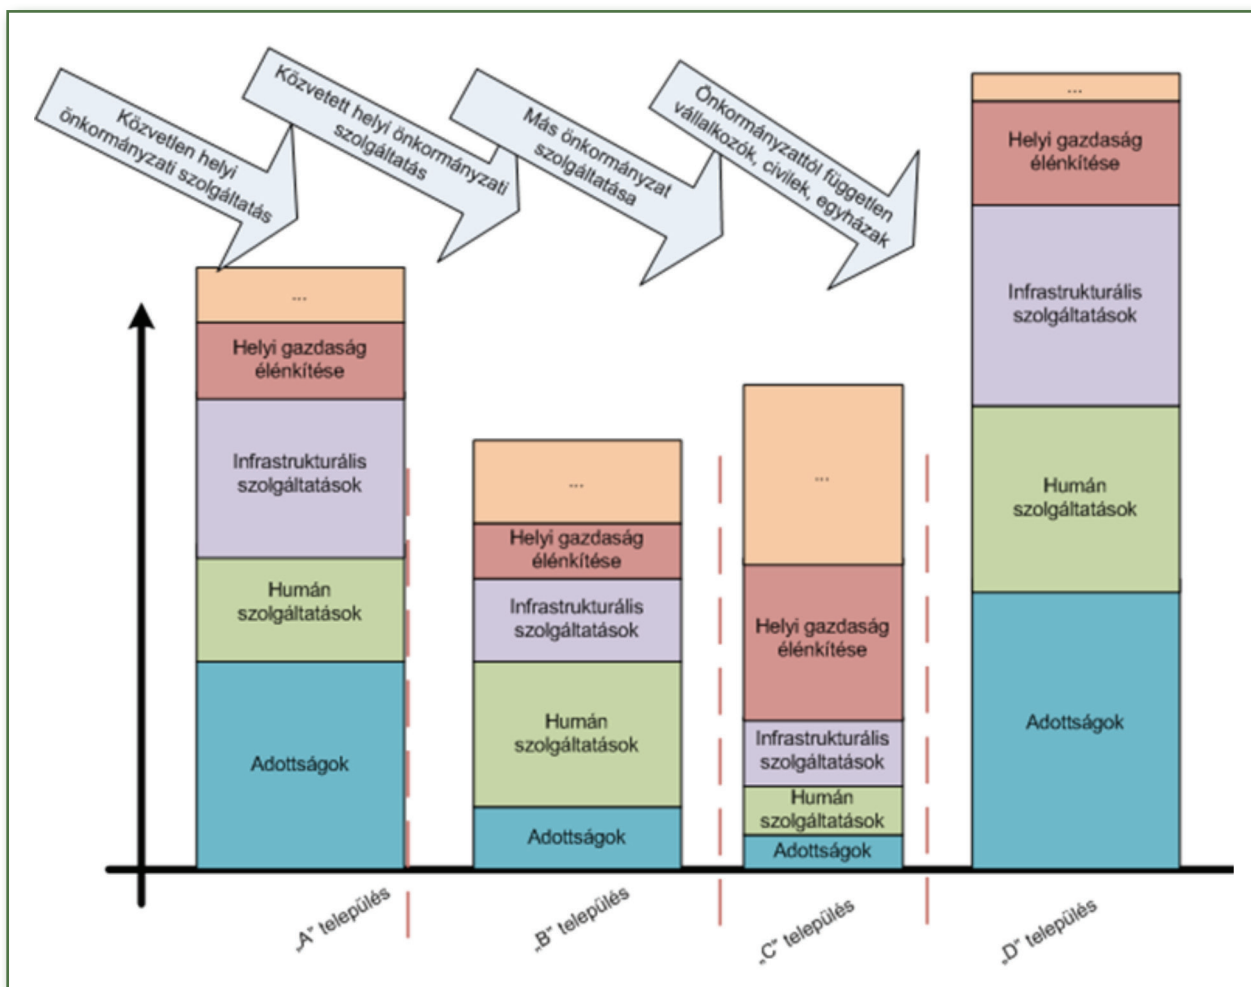 Közvetlen helyi
önkormányzati szolgáltatás
Közvetett helyi önkormányzati
szolgáltatás
Más önkormányzat
szolgáltatása
Önkormányzattól független
vállalkozók, civilek, egyházak
...
Helyi gazdaság
élénkítése
Infrastrukturális
szolgáltatások
Humán
szolgáltatások
Adottságok
...
Helyi gazdaság
élénkítése
Infrastrukturális
szolgáltatások
Humán
szolgáltatások
Adottságok
...
Helyi gazdaság
élénkítése
Infrastrukturális
szolgáltatások
Humán
szolgáltatások
Adottságok
...
Helyi gazdaság
élénkítése
Infrastrukturális
szolgáltatások
Humán
szolgáltatások
Adottságok
„A” település
„B” település
„C” település
„D” település